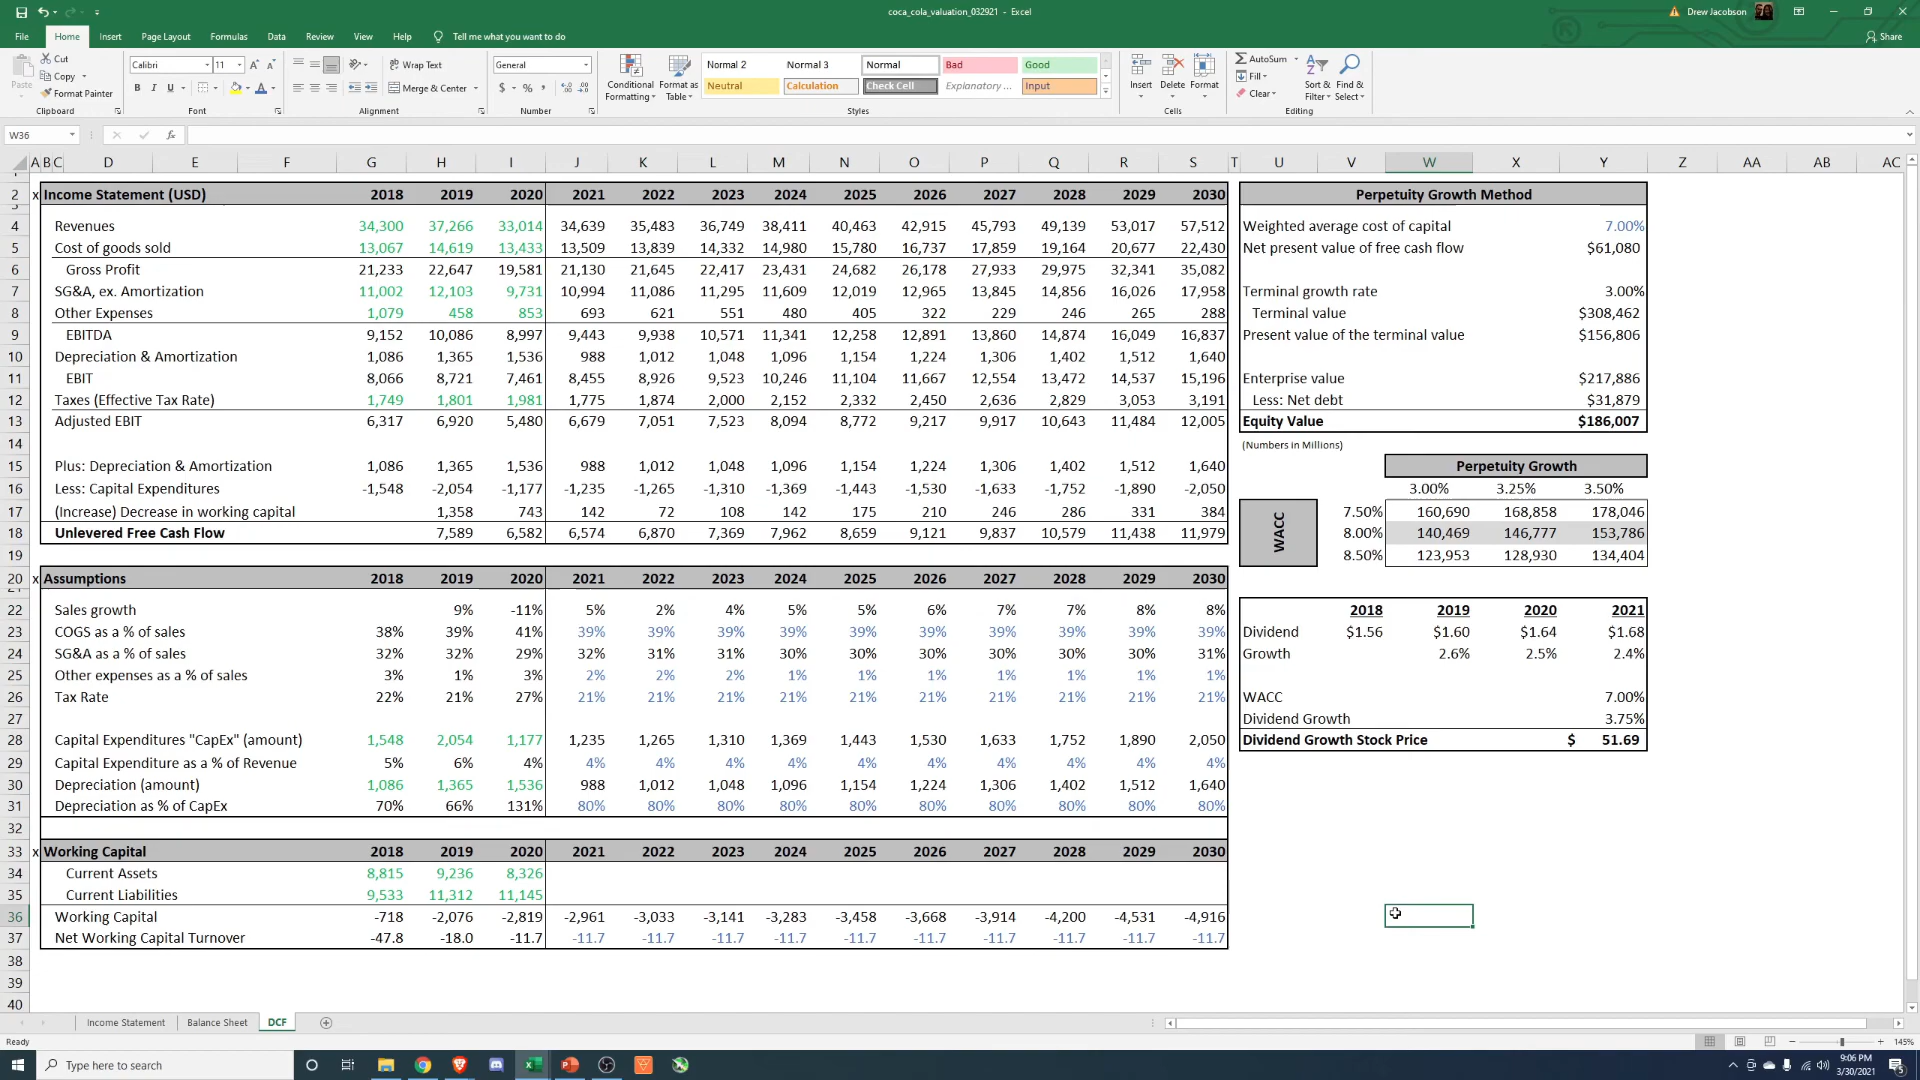 coca_cola_valuation_032921 - Excel
Drew Jacobson
File Home Insert Page Layout Formulas Data Review View Help Tell me what you want to do
Share
Paste
Cut
Copy
Format Painter
Clipboard
Calibri 11
B I U
Font
Wrap Text
Merge & Center
Alignment
General
$ % ,
Number
Conditional Formatting
Format as Table
Normal 2 Normal 3 Normal Bad Good
Neutral Calculation Check Cell Explanatory ... Input
Styles
Insert Delete Format
Cells
AutoSum
Fill
Clear
Sort & Filter
Find & Select
Editing
W36
fx
A B C D E F G H I J K L M N O P Q R S T U V W X Y Z AA AB AC
2 x Income Statement (USD) 2018 2019 2020 2021 2022 2023 2024 2025 2026 2027 2028 2029 2030
4 Revenues 34,300 37,266 33,014 34,639 35,483 36,749 38,411 40,463 42,915 45,793 49,139 53,017 57,512
5 Cost of goods sold 13,067 14,619 13,433 13,509 13,839 14,332 14,980 15,780 16,737 17,859 19,164 20,677 22,430
6 Gross Profit 21,233 22,647 19,581 21,130 21,645 22,417 23,431 24,682 26,178 27,933 29,975 32,341 35,082
7 SG&A, ex. Amortization 11,002 12,103 9,731 10,994 11,086 11,295 11,609 12,019 12,965 13,845 14,856 16,026 17,958
8 Other Expenses 1,079 458 853 693 621 551 480 405 322 229 246 265 288
9 EBITDA 9,152 10,086 8,997 9,443 9,938 10,571 11,341 12,258 12,891 13,860 14,874 16,049 16,837
10 Depreciation & Amortization 1,086 1,365 1,536 988 1,012 1,048 1,096 1,154 1,224 1,306 1,402 1,512 1,640
11 EBIT 8,066 8,721 7,461 8,455 8,926 9,523 10,246 11,104 11,667 12,554 13,472 14,537 15,196
12 Taxes (Effective Tax Rate) 1,749 1,801 1,981 1,775 1,874 2,000 2,152 2,332 2,450 2,636 2,829 3,053 3,191
13 Adjusted EBIT 6,317 6,920 5,480 6,679 7,051 7,523 8,094 8,772 9,217 9,917 10,643 11,484 12,005
14
15 Plus: Depreciation & Amortization 1,086 1,365 1,536 988 1,012 1,048 1,096 1,154 1,224 1,306 1,402 1,512 1,640
16 Less: Capital Expenditures -1,548 -2,054 -1,177 -1,235 -1,265 -1,310 -1,369 -1,443 -1,530 -1,633 -1,752 -1,890 -2,050
17 (Increase) Decrease in working capital 1,358 743 142 72 108 142 175 210 246 286 331 384
18 Unlevered Free Cash Flow 7,589 6,582 6,574 6,870 7,369 7,962 8,659 9,121 9,837 10,579 11,438 11,979
19
20 x Assumptions 2018 2019 2020 2021 2022 2023 2024 2025 2026 2027 2028 2029 2030
22 Sales growth 9% -11% 5% 2% 4% 5% 5% 6% 7% 7% 8% 8%
23 COGS as a % of sales 38% 39% 41% 39% 39% 39% 39% 39% 39% 39% 39% 39% 39%
24 SG&A as a % of sales 32% 32% 29% 32% 31% 31% 30% 30% 30% 30% 30% 30% 31%
25 Other expenses as a % of sales 3% 1% 3% 2% 2% 2% 1% 1% 1% 1% 1% 1% 1%
26 Tax Rate 22% 21% 27% 21% 21% 21% 21% 21% 21% 21% 21% 21% 21%
27
28 Capital Expenditures "CapEx" (amount) 1,548 2,054 1,177 1,235 1,265 1,310 1,369 1,443 1,530 1,633 1,752 1,890 2,050
29 Capital Expenditure as a % of Revenue 5% 6% 4% 4% 4% 4% 4% 4% 4% 4% 4% 4% 4%
30 Depreciation (amount) 1,086 1,365 1,536 988 1,012 1,048 1,096 1,154 1,224 1,306 1,402 1,512 1,640
31 Depreciation as % of CapEx 70% 66% 131% 80% 80% 80% 80% 80% 80% 80% 80% 80% 80%
32
33 x Working Capital 2018 2019 2020 2021 2022 2023 2024 2025 2026 2027 2028 2029 2030
34 Current Assets 8,815 9,236 8,326
35 Current Liabilities 9,533 11,312 11,145
36 Working Capital -718 -2,076 -2,819 -2,961 -3,033 -3,141 -3,283 -3,458 -3,668 -3,914 -4,200 -4,531 -4,916
37 Net Working Capital Turnover -47.8 -18.0 -11.7 -11.7 -11.7 -11.7 -11.7 -11.7 -11.7 -11.7 -11.7 -11.7 -11.7
38
39
40
Perpetuity Growth Method
Weighted average cost of capital 7.00%
Net present value of free cash flow $61,080
Terminal growth rate 3.00%
Terminal value $308,462
Present value of the terminal value $156,806
Enterprise value $217,886
Less: Net debt $31,879
Equity Value $186,007
(Numbers in Millions)
Perpetuity Growth
3.00% 3.25% 3.50%
WACC
7.50% 160,690 168,858 178,046
8.00% 140,469 146,777 153,786
8.50% 123,953 128,930 134,404
2018 2019 2020 2021
Dividend $1.56 $1.60 $1.64 $1.68
Growth 2.6% 2.5% 2.4%
WACC 7.00%
Dividend Growth 3.75%
Dividend Growth Stock Price $ 51.69
Income Statement Balance Sheet DCF
Ready
145%
Type here to search
9:06 PM
3/30/2021